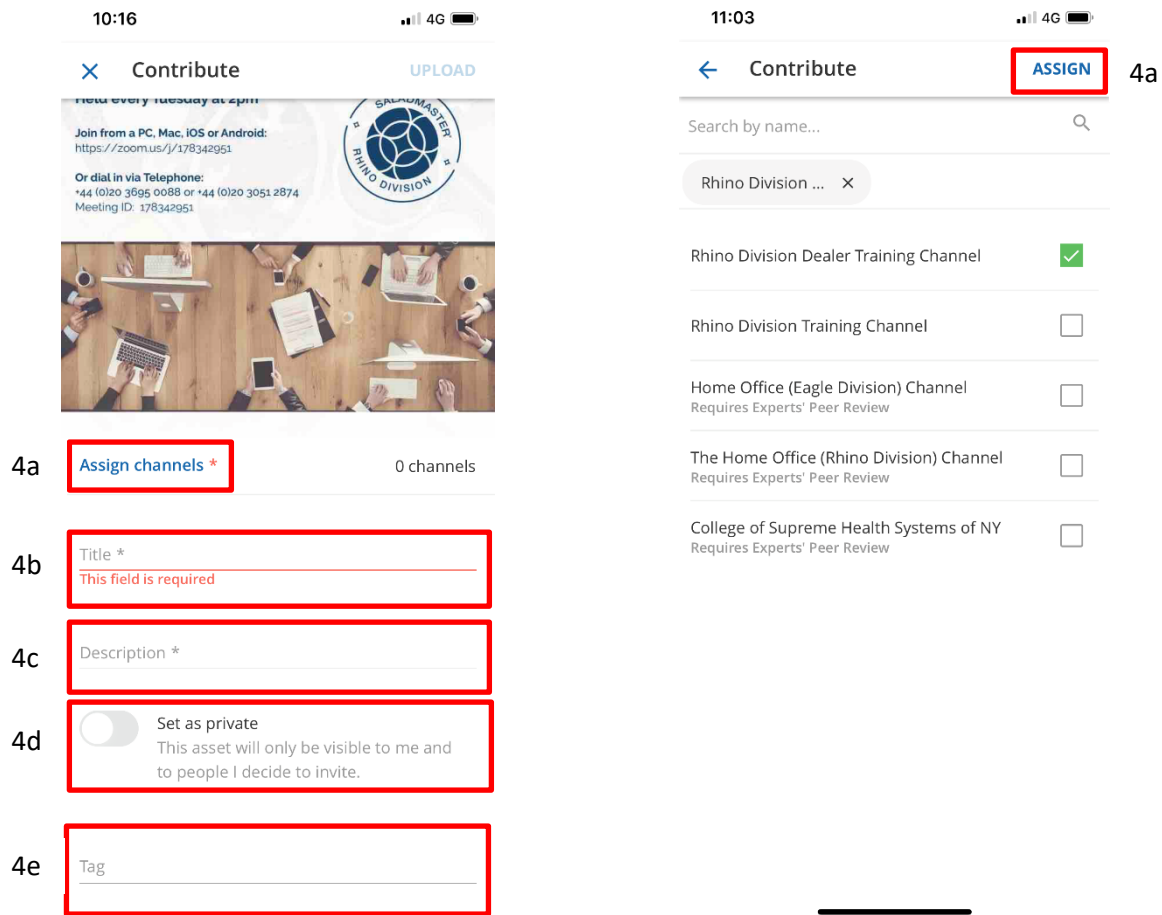 10:16
4G
Contribute
UPLOAD
Held every Tuesday at 2pm
Join from a PC, Mac, iOS or Android:
https://zoom.us/j/178342951
Or dial in via Telephone:
+44 (0)20 3695 0088 or +44 (0)20 3051 2874
Meeting ID: 178342951
SALADMASTER
RHINO DIVISION
4a
Assign channels *
0 channels
4b
Title *
This field is required
4c
Description *
4d
Set as private
This asset will only be visible to me and
to people I decide to invite.
4e
Tag
11:03
4G
Contribute
ASSIGN
4a
Search by name...
Rhino Division ...
Rhino Division Dealer Training Channel
Rhino Division Training Channel
Home Office (Eagle Division) Channel
Requires Experts' Peer Review
The Home Office (Rhino Division) Channel
Requires Experts' Peer Review
College of Supreme Health Systems of NY
Requires Experts' Peer Review